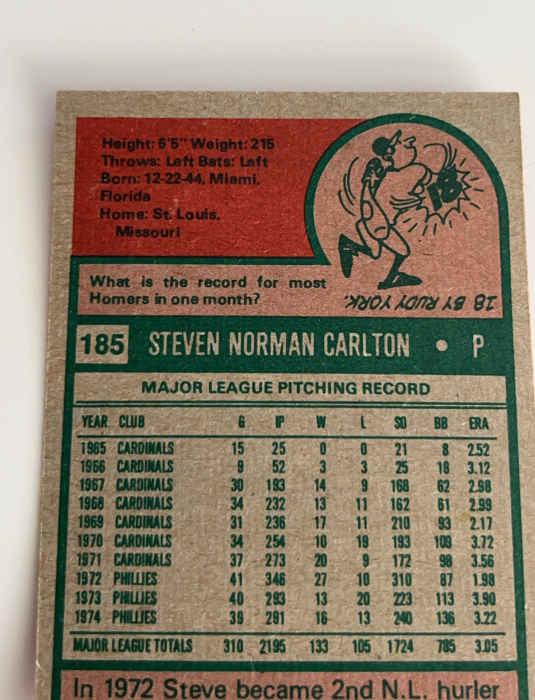 Height: 6'5" Weight: 215
Throws: Left Bats: Left
Born: 12-22-44, Miami,
Florida
Home: St. Louis,
Missouri
18
18 BY RUDY YORK.
What is the record for most
Homers in one month?
185 STEVEN NORMAN CARLTON • P
MAJOR LEAGUE PITCHING RECORD
YEAR CLUB G IP W L SO BB ERA
1965 CARDINALS 15 25 0 0 21 8 2.52
1966 CARDINALS 9 52 3 3 25 18 3.12
1967 CARDINALS 30 193 14 9 168 62 2.98
1968 CARDINALS 34 232 13 11 162 61 2.99
1969 CARDINALS 31 236 17 11 210 93 2.17
1970 CARDINALS 34 254 10 19 193 109 3.72
1971 CARDINALS 37 273 20 9 172 98 3.56
1972 PHILLIES 41 346 27 10 310 87 1.98
1973 PHILLIES 40 293 13 20 223 113 3.90
1974 PHILLIES 39 291 16 13 240 136 3.22
MAJOR LEAGUE TOTALS 310 2195 133 105 1724 785 3.05
In 1972 Steve became 2nd N.L. hurler